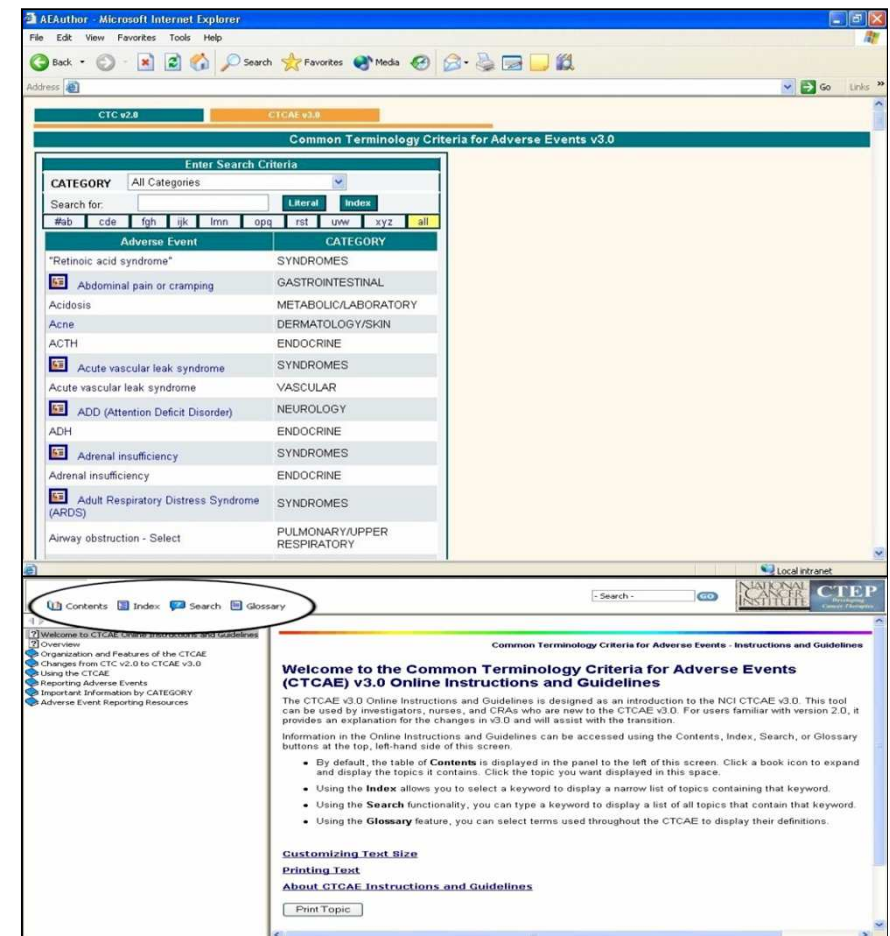 AEAuthor - Microsoft Internet Explorer
File Edit View Favorites Tools Help
Back Search Favorites Media
Address Go Links »
CTC v2.0 CTCAE v3.0
Common Terminology Criteria for Adverse Events v3.0
Enter Search Criteria
CATEGORY All Categories
Search for: Literal Index
#ab cde fgh ijk lmn opq rst uvw xyz all
Adverse Event CATEGORY
"Retinoic acid syndrome" SYNDROMES
Abdominal pain or cramping GASTROINTESTINAL
Acidosis METABOLIC/LABORATORY
Acne DERMATOLOGY/SKIN
ACTH ENDOCRINE
Acute vascular leak syndrome SYNDROMES
Acute vascular leak syndrome VASCULAR
ADD (Attention Deficit Disorder) NEUROLOGY
ADH ENDOCRINE
Adrenal insufficiency SYNDROMES
Adrenal insufficiency ENDOCRINE
Adult Respiratory Distress Syndrome
(ARDS) SYNDROMES
Airway obstruction - Select PULMONARY/UPPER
RESPIRATORY
Local intranet
Contents Index Search Glossary
- Search - GO
NATIONAL
CANCER
INSTITUTE
CTEP
Developing
Cancer Therapies
Welcome to CTCAE Online Instructions and Guidelines
Overview
Organization and Features of the CTCAE
Changes from CTC v2.0 to CTCAE v3.0
Using the CTCAE
Reporting Adverse Events
Important Information by CATEGORY
Adverse Event Reporting Resources
Common Terminology Criteria for Adverse Events - Instructions and Guidelines
Welcome to the Common Terminology Criteria for Adverse Events
(CTCAE) v3.0 Online Instructions and Guidelines
The CTCAE v3.0 Online Instructions and Guidelines is designed as an introduction to the NCI CTCAE v3.0. This tool
can be used by investigators, nurses, and CRAs who are new to the CTCAE v3.0. For users familiar with version 2.0, it
provides an explanation for the changes in v3.0 and will assist with the transition.
Information in the Online Instructions and Guidelines can be accessed using the Contents, Index, Search, or Glossary
buttons at the top, left-hand side of this screen.
• By default, the table of Contents is displayed in the panel to the left of this screen. Click a book icon to expand
and display the topics it contains. Click the topic you want displayed in this space.
• Using the Index allows you to select a keyword to display a narrow list of topics containing that keyword.
• Using the Search functionality, you can type a keyword to display a list of all topics that contain that keyword.
• Using the Glossary feature, you can select terms used throughout the CTCAE to display their definitions.
Customizing Text Size
Printing Text
About CTCAE Instructions and Guidelines
Print Topic